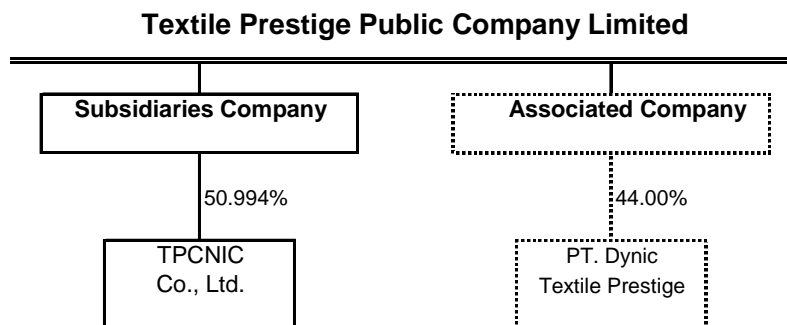 Textile Prestige Public Company Limited
Subsidiaries Company
Associated Company
50.994%
44.00%
TPCNIC
Co., Ltd.
PT. Dynic
Textile Prestige